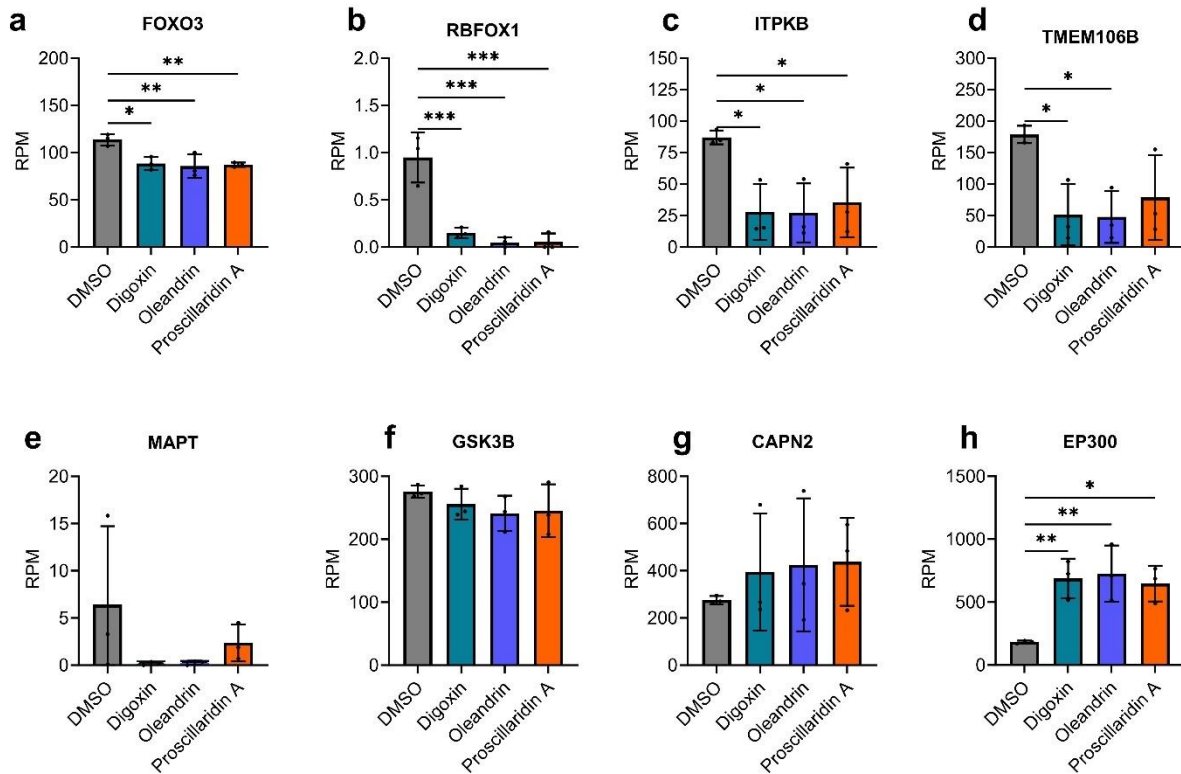 a
FOXO3
RPM
200
150
100
50
0
**
**
*
DMSO
Digoxin
Oleandrin
Proscillaridin A
b
RBFOX1
RPM
2.0
1.5
1.0
0.5
0.0
***
***
***
DMSO
Digoxin
Oleandrin
Proscillaridin A
c
ITPKB
RPM
150
125
100
75
50
25
0
*
*
*
DMSO
Digoxin
Oleandrin
Proscillaridin A
d
TMEM106B
RPM
300
250
200
150
100
50
0
*
*
DMSO
Digoxin
Oleandrin
Proscillaridin A
e
MAPT
RPM
20
15
10
5
0
DMSO
Digoxin
Oleandrin
Proscillaridin A
f
GSK3B
RPM
300
200
100
0
DMSO
Digoxin
Oleandrin
Proscillaridin A
g
CAPN2
RPM
800
600
400
200
0
DMSO
Digoxin
Oleandrin
Proscillaridin A
h
EP300
RPM
1500
1000
500
0
*
**
**
DMSO
Digoxin
Oleandrin
Proscillaridin A